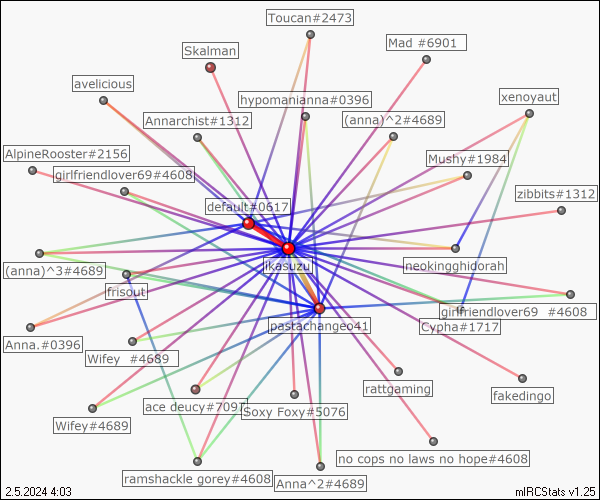 Toucan#2473
Mad #6901
Skalman
avelicious
xenoyaut
hypomanianna#0396
Annarchist#1312
(anna)^2#4689
AlpineRooster#2156
Mushy#1984
girlfriendlover69#4608
zibbits#1312
default#0617
ikasuzu
neokingghidorah
(anna)^3#4689
frisout
girlfriendlover69 #4608
pastachangeo41
Cypha#1717
Anna.#0396
Wifey #4689
rattgaming
fakedingo
ace deucy#7097
Soxy Foxy#5076
Wifey#4689
no cops no laws no hope#4608
ramshackle gorey#4608
Anna^2#4689
2.5.2024 4:03
mIRCStats v1.25